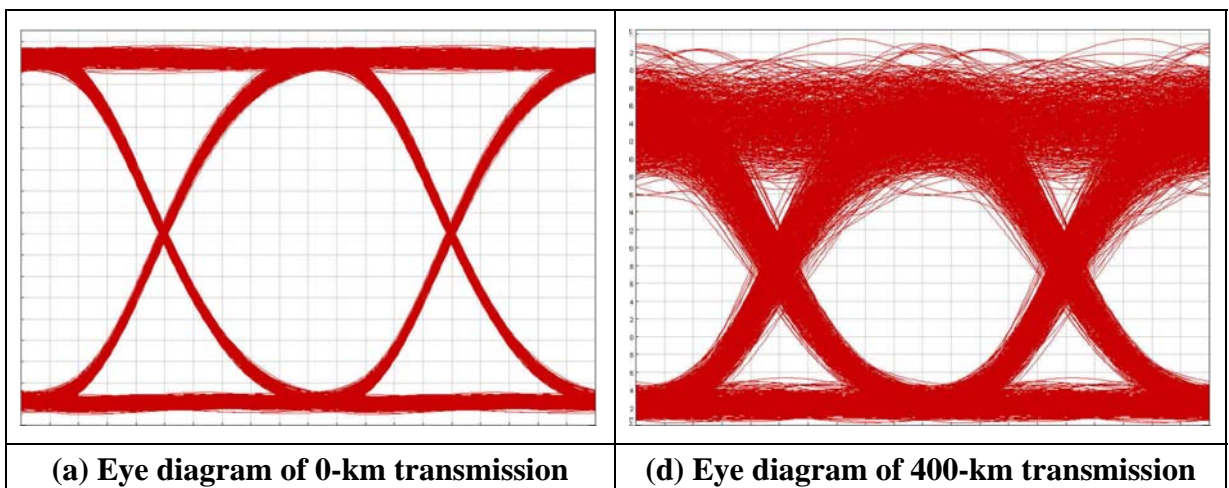 (a) Eye diagram of 0-km transmission
(d) Eye diagram of 400-km transmission